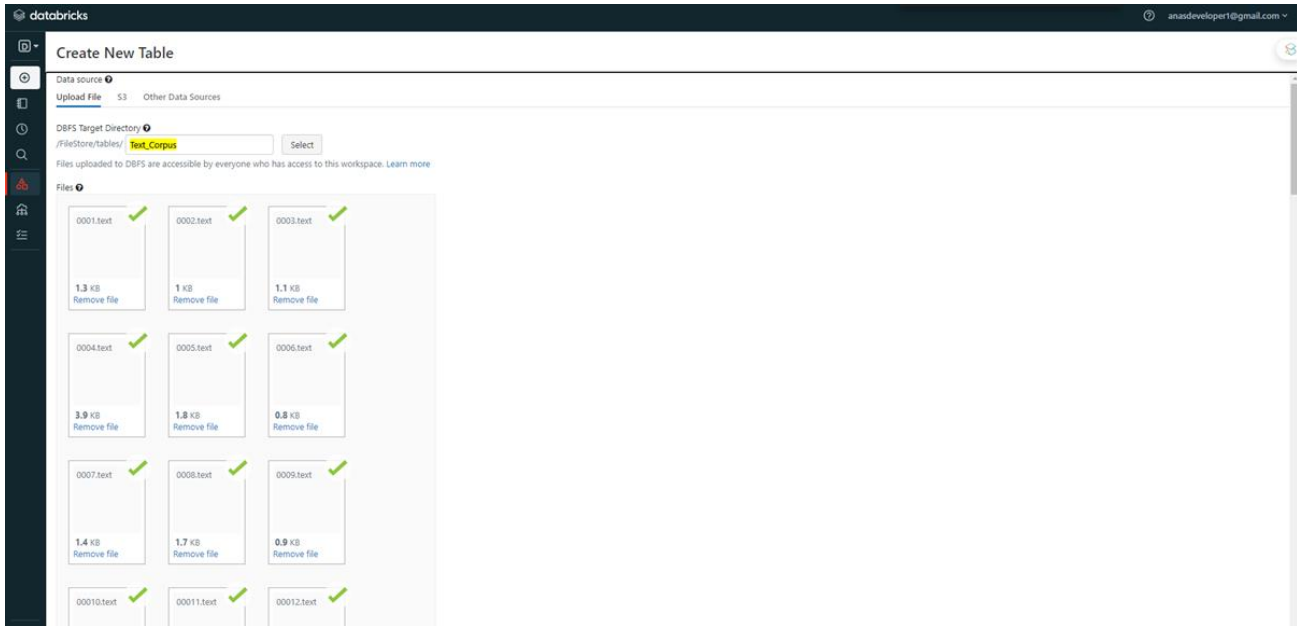 databricks
anasdeveloper1@gmail.com
D
Create New Table
Data source
Upload File S3 Other Data Sources
DBFS Target Directory
/FileStore/tables/ Text_Corpus Select
Files uploaded to DBFS are accessible by everyone who has access to this workspace. Learn more
Files
0001.text 0002.text 0003.text
1.3 KB 1 KB 1.1 KB
Remove file Remove file Remove file
0004.text 0005.text 0006.text
3.9 KB 1.8 KB 0.8 KB
Remove file Remove file Remove file
0007.text 0008.text 0009.text
1.4 KB 1.7 KB 0.9 KB
Remove file Remove file Remove file
00010.text 00011.text 00012.text